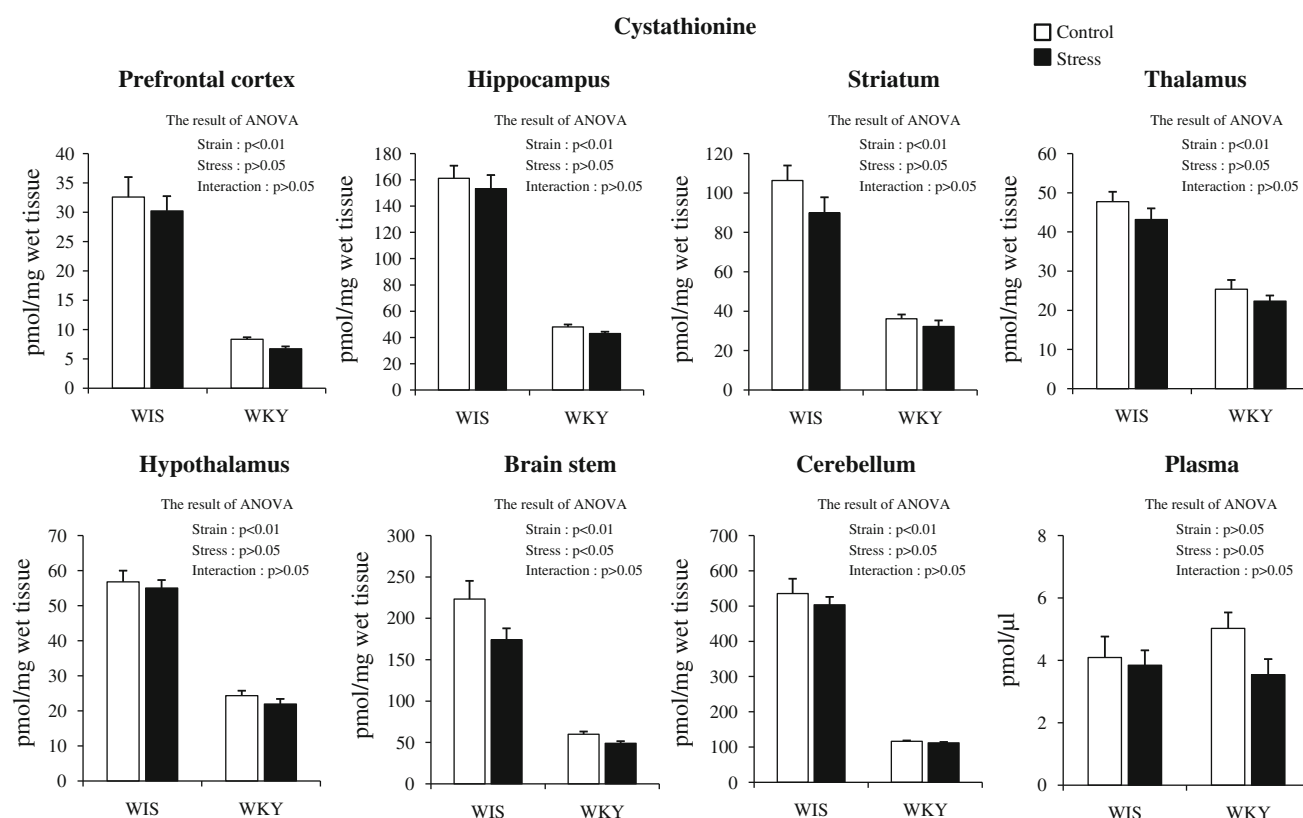 Cystathionine
Control
Stress
Prefrontal cortex
The result of ANOVA
Strain : p<0.01
Stress : p>0.05
Interaction : p>0.05
pmol/mg wet tissue
40
35
30
25
20
15
10
5
0
WIS WKY
Hippocampus
The result of ANOVA
Strain : p<0.01
Stress : p>0.05
Interaction : p>0.05
pmol/mg wet tissue
180
160
140
120
100
80
60
40
20
0
WIS WKY
Striatum
The result of ANOVA
Strain : p<0.01
Stress : p>0.05
Interaction : p>0.05
pmol/mg wet tissue
120
100
80
60
40
20
0
WIS WKY
Thalamus
The result of ANOVA
Strain : p<0.01
Stress : p>0.05
Interaction : p>0.05
pmol/mg wet tissue
60
50
40
30
20
10
0
WIS WKY
Hypothalamus
The result of ANOVA
Strain : p<0.01
Stress : p>0.05
Interaction : p>0.05
pmol/mg wet tissue
70
60
50
40
30
20
10
0
WIS WKY
Brain stem
The result of ANOVA
Strain : p<0.01
Stress : p<0.05
Interaction : p>0.05
pmol/mg wet tissue
300
250
200
150
100
50
0
WIS WKY
Cerebellum
The result of ANOVA
Strain : p<0.01
Stress : p>0.05
Interaction : p>0.05
pmol/mg wet tissue
700
600
500
400
300
200
100
0
WIS WKY
Plasma
The result of ANOVA
Strain : p>0.05
Stress : p>0.05
Interaction : p>0.05
pmol/μl
8
6
4
2
0
WIS WKY